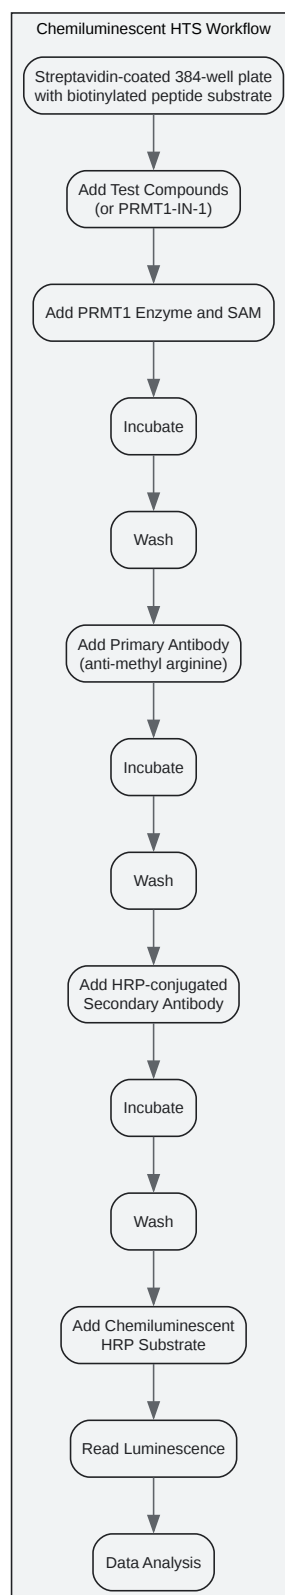 Chemiluminescent HTS Workflow
Streptavidin-coated 384-well plate
with biotinylated peptide substrate
Add Test Compounds
(or PRMT1-IN-1)
Add PRMT1 Enzyme and SAM
Incubate
Wash
Add Primary Antibody
(anti-methyl arginine)
Incubate
Wash
Add HRP-conjugated
Secondary Antibody
Incubate
Wash
Add Chemiluminescent
HRP Substrate
Read Luminescence
Data Analysis